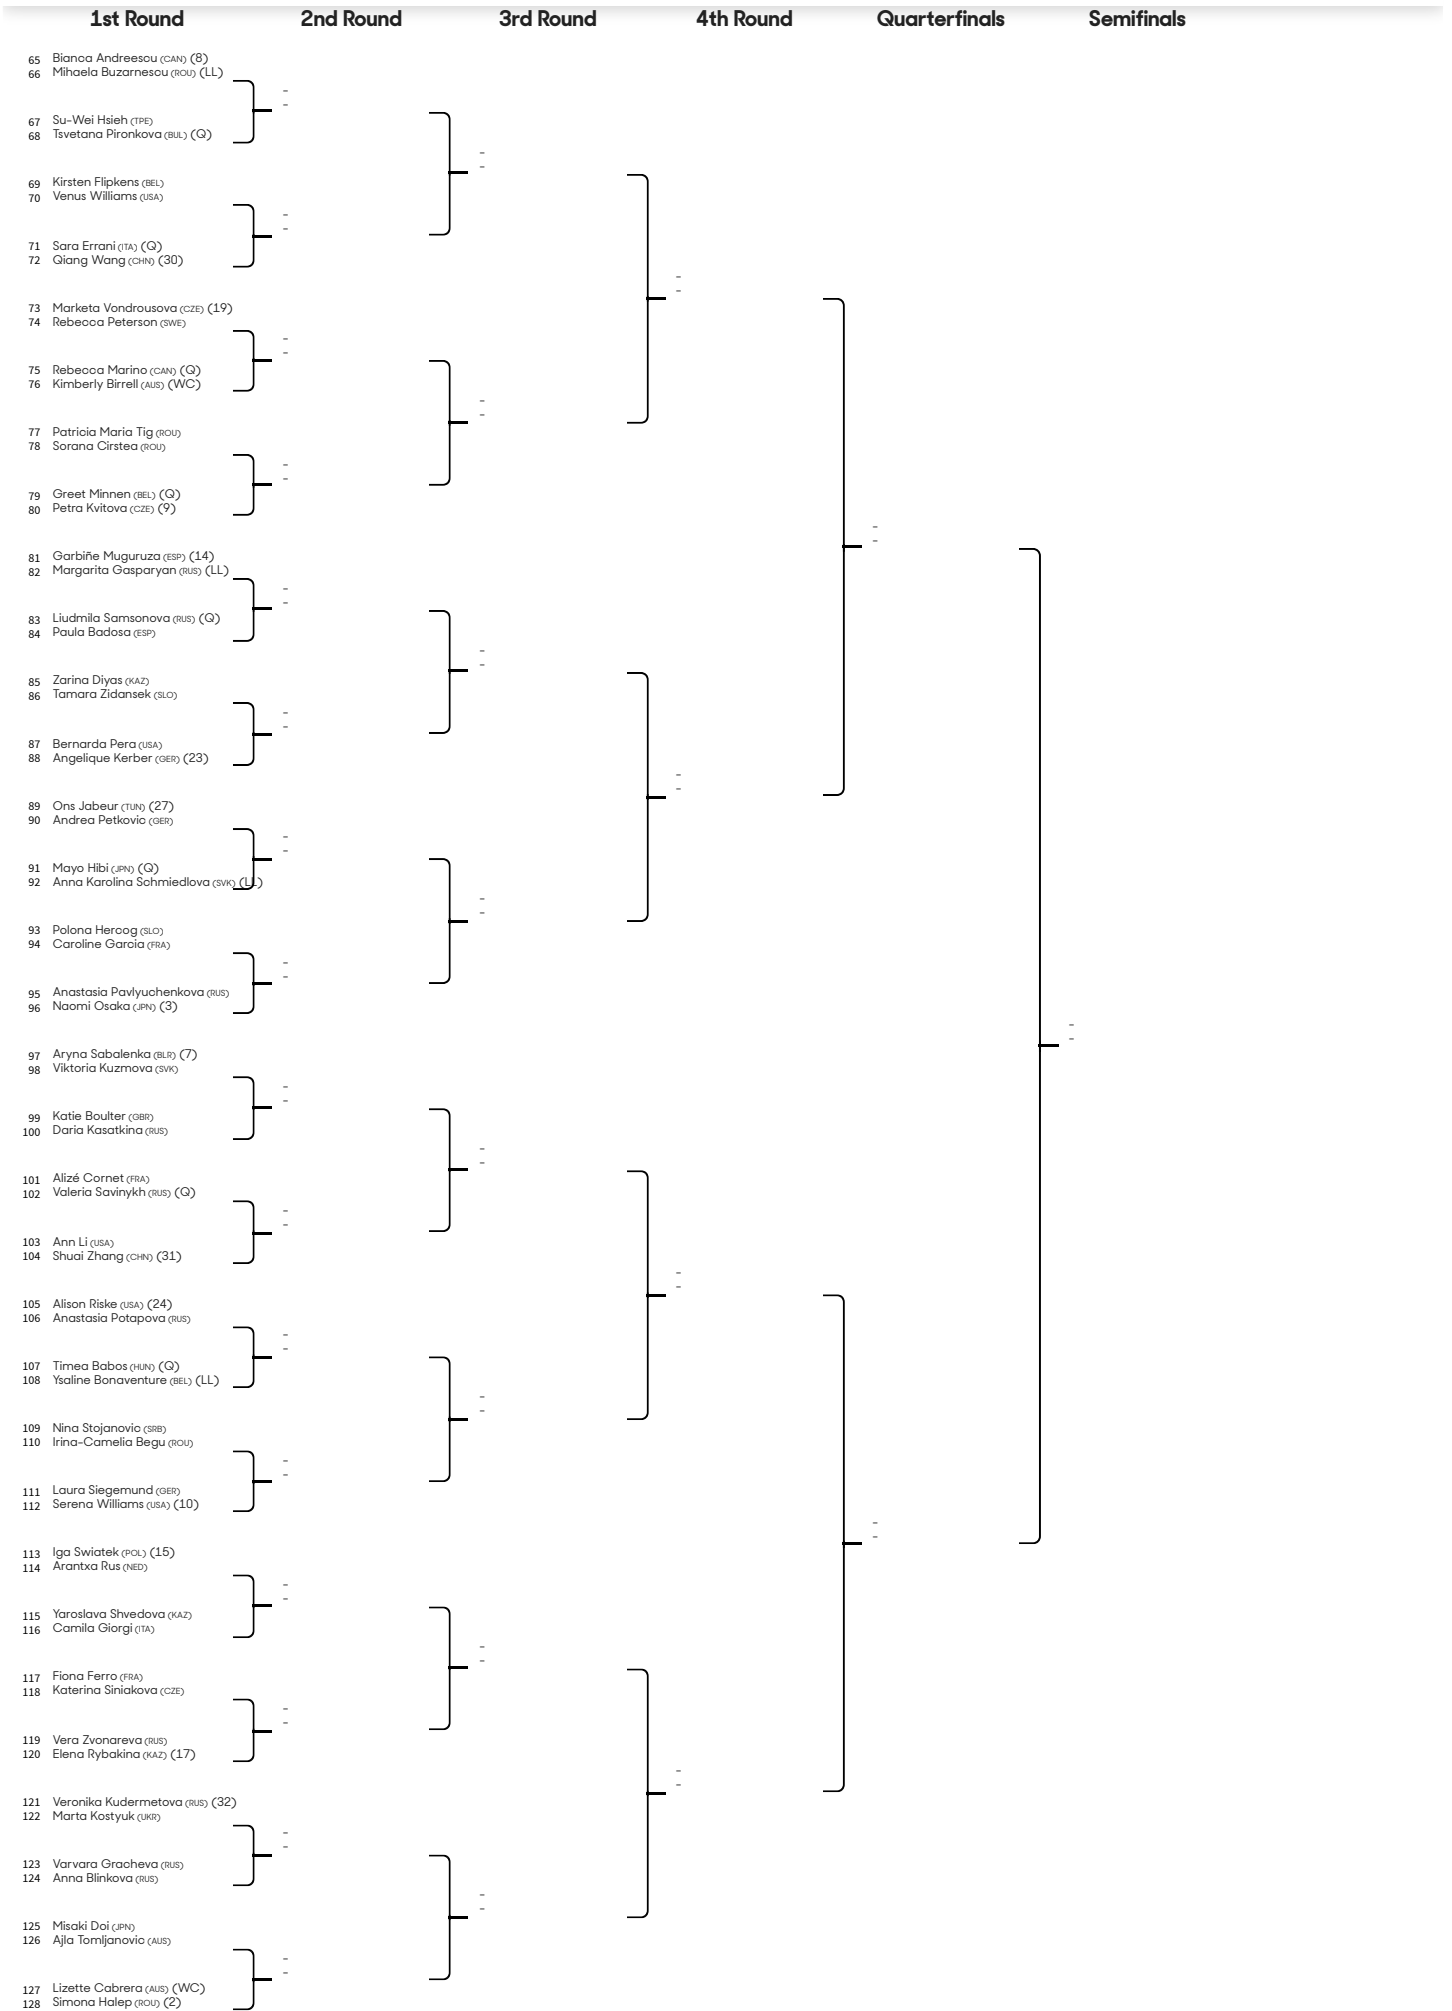 1st Round 2nd Round 3rd Round 4th Round Quarterfinals Semifinals
65 Bianca Andreescu (CAN) (8)
66 Mihaela Buzarnescu (ROU) (LL)
67 Su-Wei Hsieh (TPE)
68 Tsvetana Pironkova (BUL) (Q)
69 Kirsten Flipkens (BEL)
70 Venus Williams (USA)
71 Sara Errani (ITA) (Q)
72 Qiang Wang (CHN) (30)
73 Marketa Vondrousova (CZE) (19)
74 Rebecca Peterson (SWE)
75 Rebecca Marino (CAN) (Q)
76 Kimberly Birrell (AUS) (WC)
77 Patricia Maria Tig (ROU)
78 Sorana Cirstea (ROU)
79 Greet Minnen (BEL) (Q)
80 Petra Kvitova (CZE) (9)
81 Garbiñe Muguruza (ESP) (14)
82 Margarita Gasparyan (RUS) (LL)
83 Liudmila Samsonova (RUS) (Q)
84 Paula Badosa (ESP)
85 Zarina Diyas (KAZ)
86 Tamara Zidansek (SLO)
87 Bernarda Pera (USA)
88 Angelique Kerber (GER) (23)
89 Ons Jabeur (TUN) (27)
90 Andrea Petkovic (GER)
91 Mayo Hibi (JPN) (Q)
92 Anna Karolina Schmiedlova (SVK) (LL)
93 Polona Hercog (SLO)
94 Caroline Garcia (FRA)
95 Anastasia Pavlyuchenkova (RUS)
96 Naomi Osaka (JPN) (3)
97 Aryna Sabalenka (BLR) (7)
98 Viktoria Kuzmova (SVK)
99 Katie Boulter (GBR)
100 Daria Kasatkina (RUS)
101 Alizé Cornet (FRA)
102 Valeria Savinykh (RUS) (Q)
103 Ann Li (USA)
104 Shuai Zhang (CHN) (31)
105 Alison Riske (USA) (24)
106 Anastasia Potapova (RUS)
107 Timea Babos (HUN) (Q)
108 Ysaline Bonaventure (BEL) (LL)
109 Nina Stojanovic (SRB)
110 Irina-Camelia Begu (ROU)
111 Laura Siegemund (GER)
112 Serena Williams (USA) (10)
113 Iga Swiatek (POL) (15)
114 Arantxa Rus (NED)
115 Yaroslava Shvedova (KAZ)
116 Camila Giorgi (ITA)
117 Fiona Ferro (FRA)
118 Katerina Siniakova (CZE)
119 Vera Zvonareva (RUS)
120 Elena Rybakina (KAZ) (17)
121 Veronika Kudermetova (RUS) (32)
122 Marta Kostyuk (UKR)
123 Varvara Gracheva (RUS)
124 Anna Blinkova (RUS)
125 Misaki Doi (JPN)
126 Ajla Tomljanovic (AUS)
127 Lizette Cabrera (AUS) (WC)
128 Simona Halep (ROU) (2)